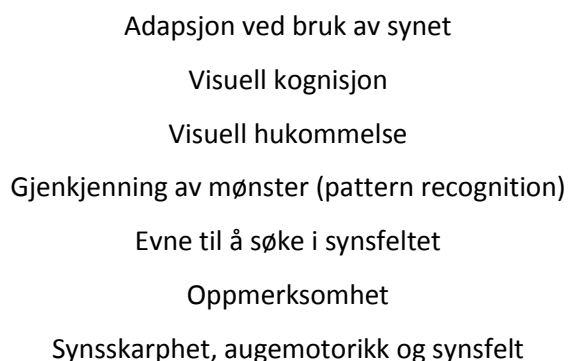 Adapsjon ved bruk av synet
Visuell kognisjon
Visuell hukommelse
Gjenkjenning av mønster (pattern recognition)
Evne til å søke i synsfeltet
Oppmerksomhet
Synsskarphet, augemotorikk og synsfelt